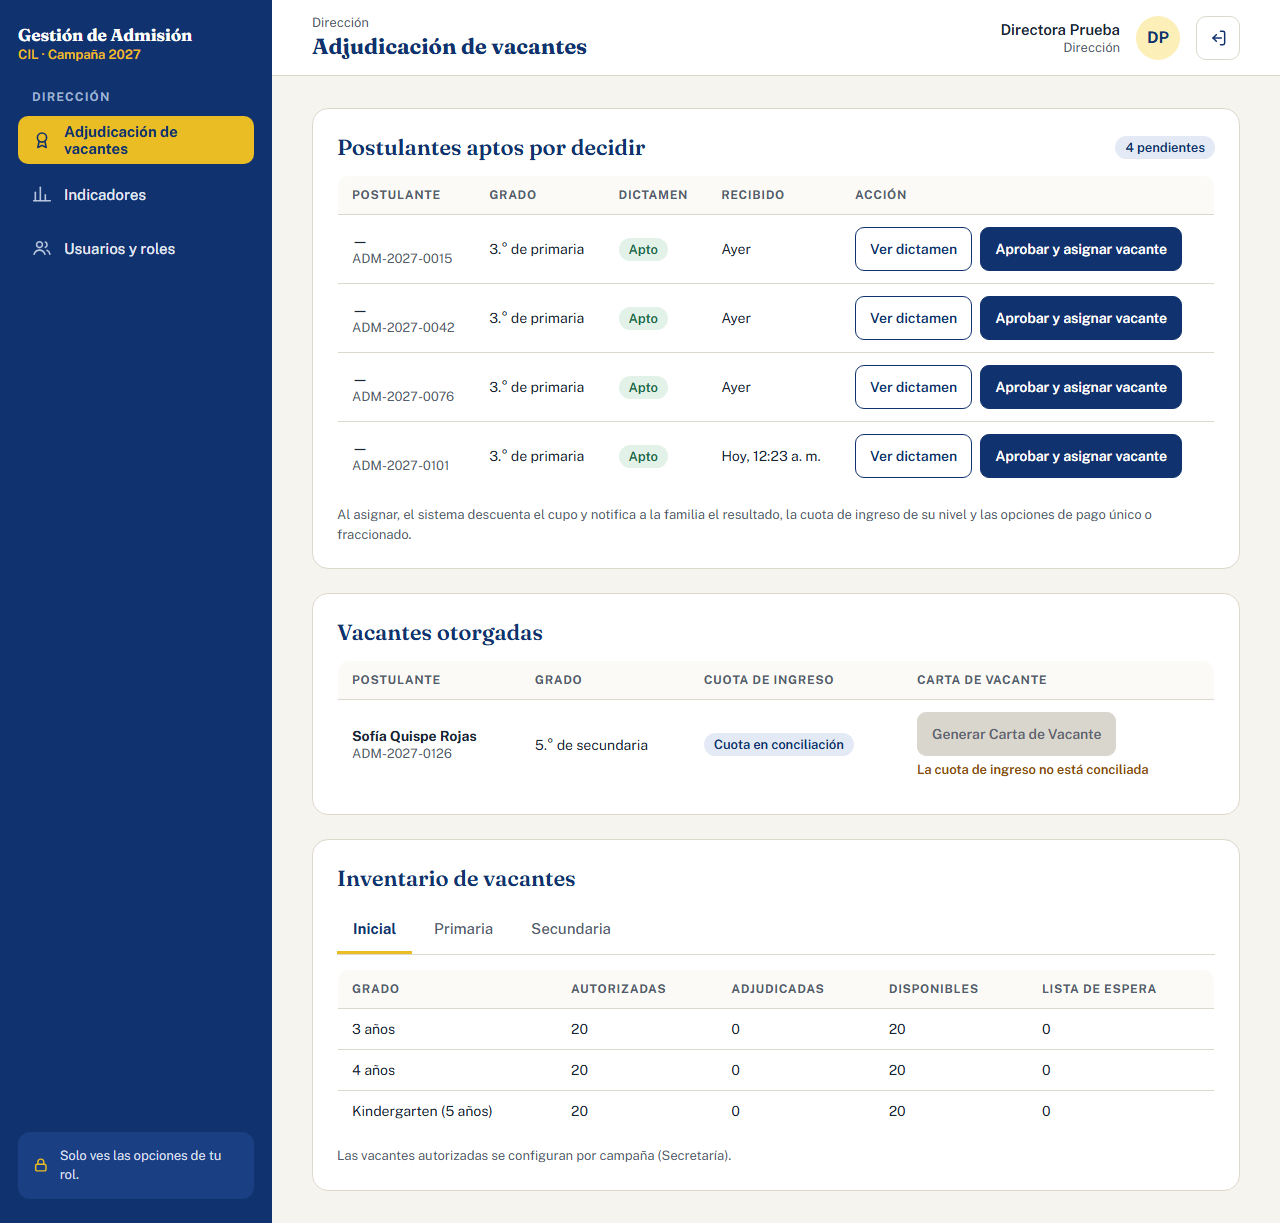 Gestión de Admisión
CIL · Campaña 2027
DIRECCIÓN
Adjudicación de
vacantes
Indicadores
Usuarios y roles
Solo ves las opciones de tu
rol.
Dirección
Adjudicación de vacantes
Directora Prueba
Dirección
DP
Postulantes aptos por decidir
4 pendientes
POSTULANTE GRADO DICTAMEN RECIBIDO ACCIÓN
—
ADM-2027-0015 3.° de primaria Apto Ayer Ver dictamen Aprobar y asignar vacante
—
ADM-2027-0042 3.° de primaria Apto Ayer Ver dictamen Aprobar y asignar vacante
—
ADM-2027-0076 3.° de primaria Apto Ayer Ver dictamen Aprobar y asignar vacante
—
ADM-2027-0101 3.° de primaria Apto Hoy, 12:23 a. m. Ver dictamen Aprobar y asignar vacante
Al asignar, el sistema descuenta el cupo y notifica a la familia el resultado, la cuota de ingreso de su nivel y las opciones de pago único o
fraccionado.
Vacantes otorgadas
POSTULANTE GRADO CUOTA DE INGRESO CARTA DE VACANTE
Sofía Quispe Rojas
ADM-2027-0126 5.° de secundaria Cuota en conciliación Generar Carta de Vacante
La cuota de ingreso no está conciliada
Inventario de vacantes
Inicial Primaria Secundaria
GRADO AUTORIZADAS ADJUDICADAS DISPONIBLES LISTA DE ESPERA
3 años 20 0 20 0
4 años 20 0 20 0
Kindergarten (5 años) 20 0 20 0
Las vacantes autorizadas se configuran por campaña (Secretaría).